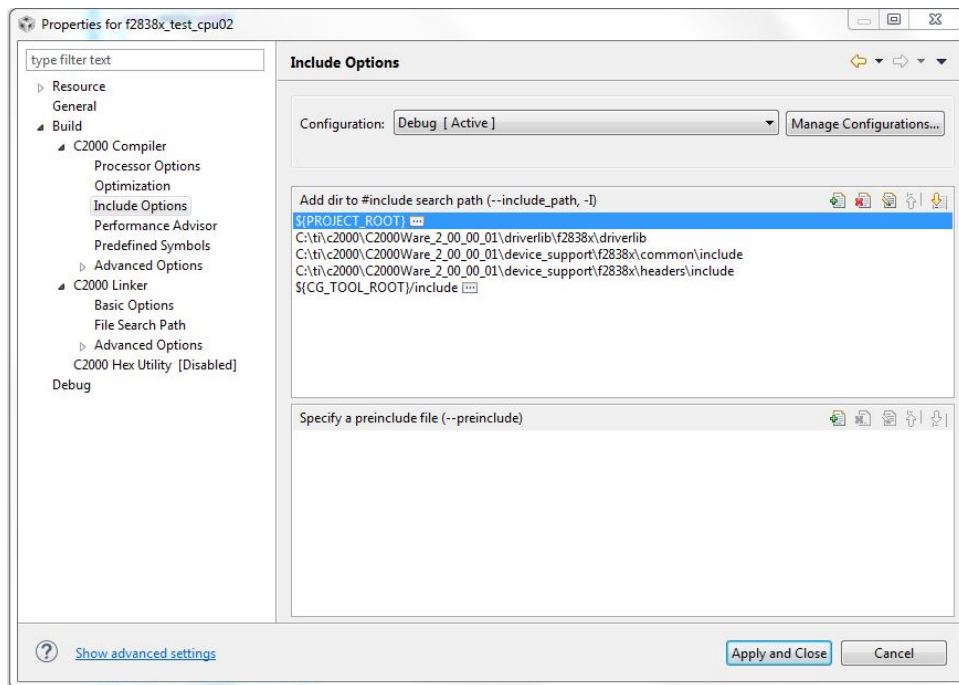 Properties for f2838x_test_cpu02
type filter text
Resource
General
Build
C2000 Compiler
Processor Options
Optimization
Include Options
Performance Advisor
Predefined Symbols
Advanced Options
C2000 Linker
Basic Options
File Search Path
Advanced Options
C2000 Hex Utility [Disabled]
Debug
Include Options
Configuration: Debug [ Active ] Manage Configurations...
Add dir to #include search path (--include_path, -I)
${PROJECT_ROOT}
C:\ti\c2000\C2000Ware_2_00_00_01\driverlib\f2838x\driverlib
C:\ti\c2000\C2000Ware_2_00_00_01\device_support\f2838x\common\include
C:\ti\c2000\C2000Ware_2_00_00_01\device_support\f2838x\headers\include
${CG_TOOL_ROOT}/include
Specify a preinclude file (--preinclude)
Show advanced settings
Apply and Close Cancel